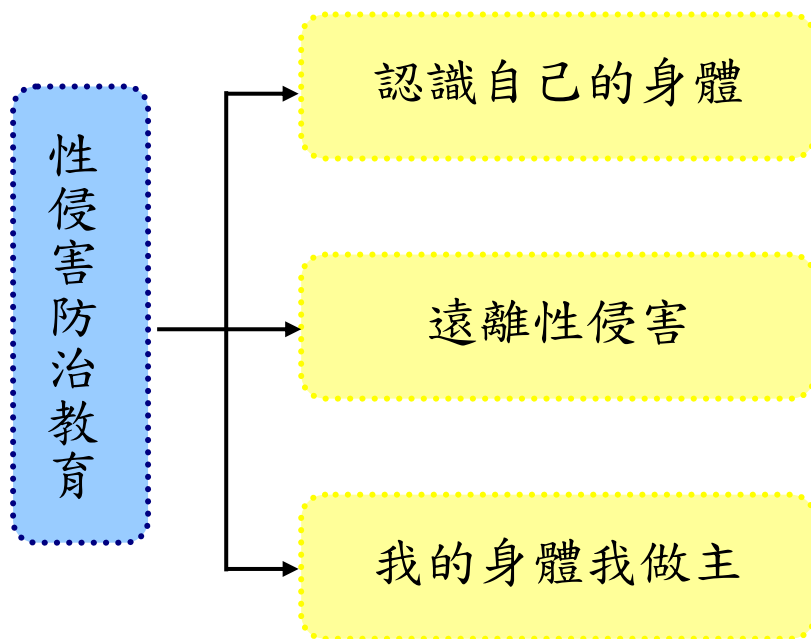 性侵害防治教育
認識自己的身體
遠離性侵害
我的身體我做主